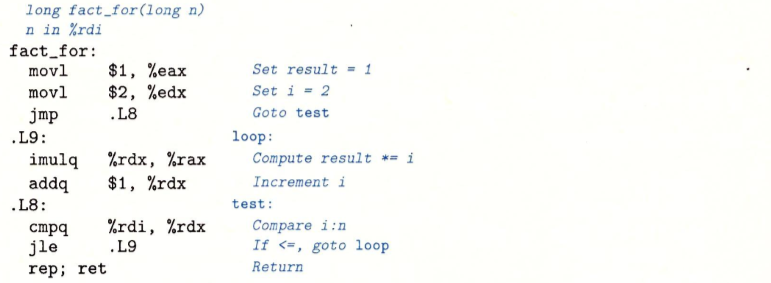 long fact_for(long n)
n in %rdi
fact_for:
movl $1, %eax Set result = 1
movl $2, %edx Set i = 2
jmp .L8 Goto test
.L9: loop:
imulq %rdx, %rax Compute result *= i
addq $1, %rdx Increment i
.L8: test:
cmpq %rdi, %rdx Compare i:n
jle .L9 If <=, goto loop
rep; ret Return